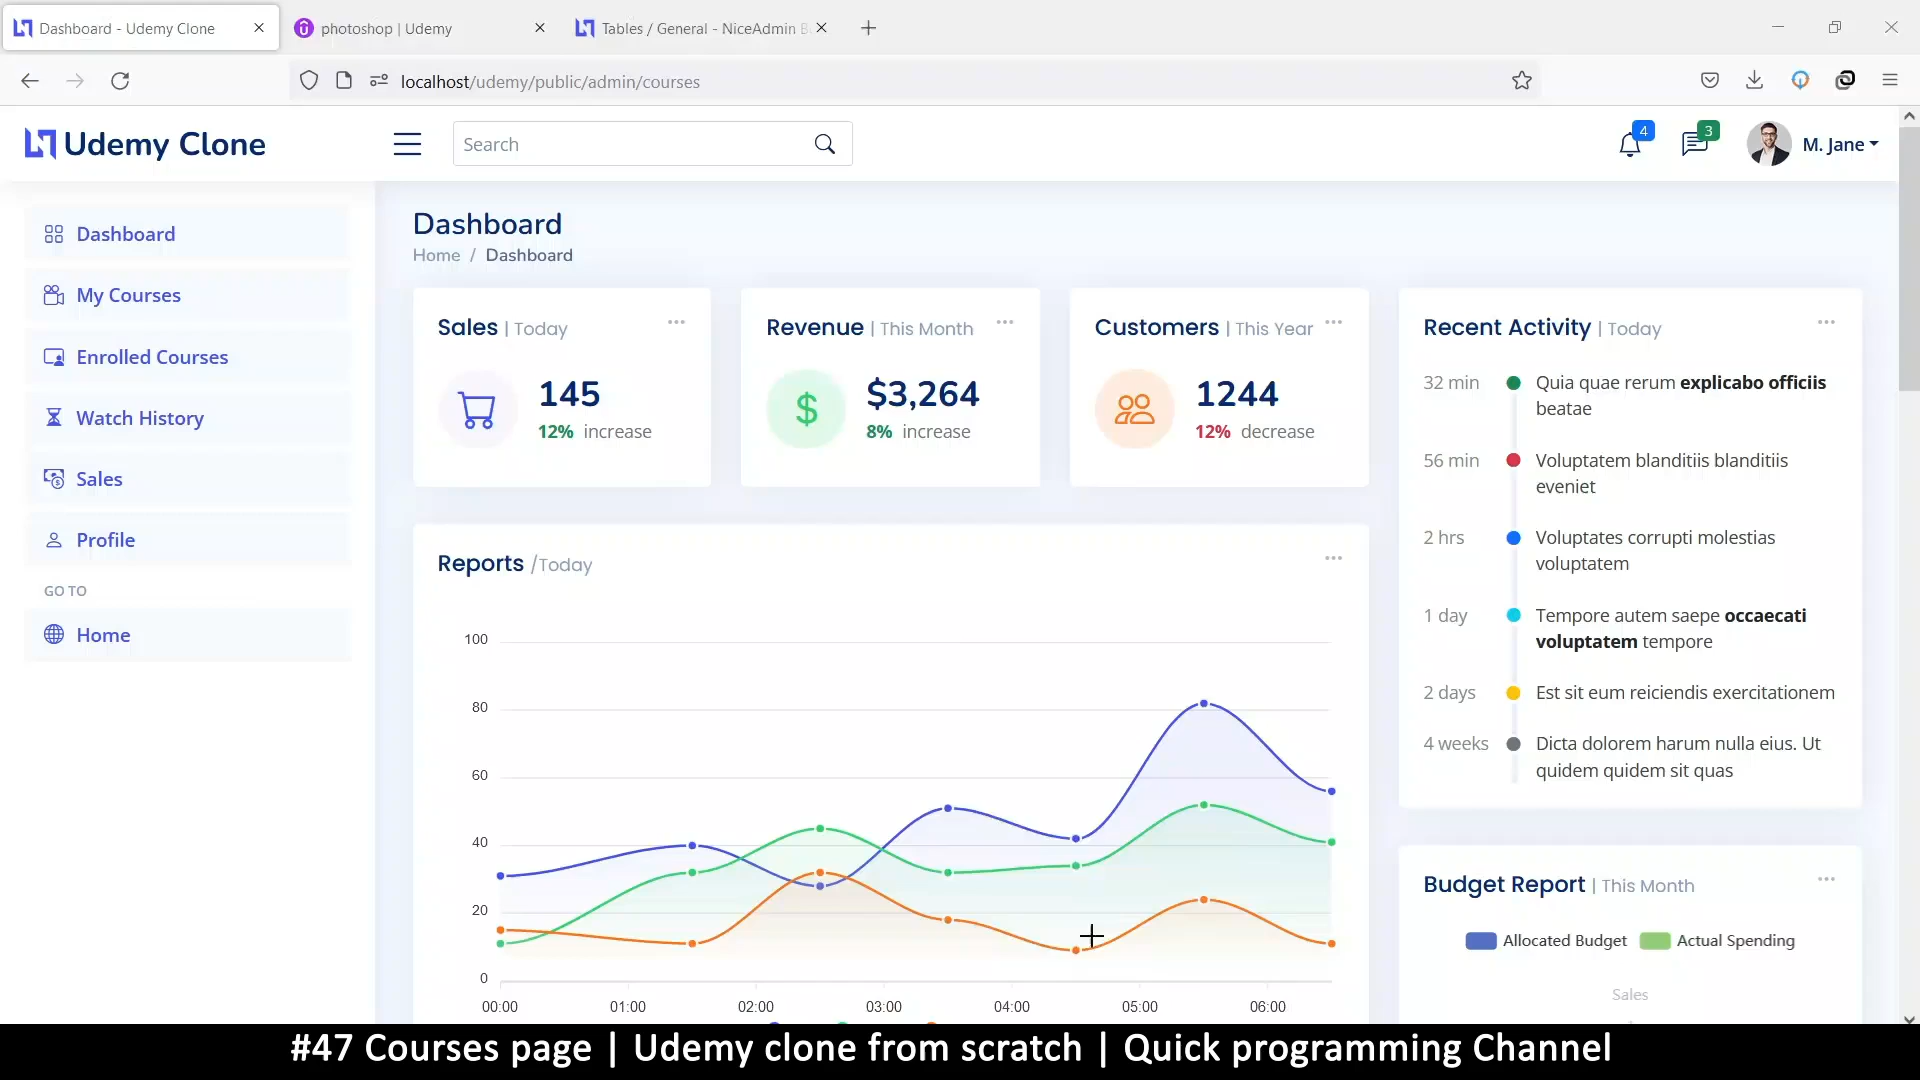 Dashboard - Udemy Clone
photoshop | Udemy
Tables / General - NiceAdmin B
localhost/udemy/public/admin/courses
Udemy Clone
Search
4
3
M. Jane
Dashboard
My Courses
Enrolled Courses
Watch History
Sales
Profile
GO TO
Home
Dashboard
Home / Dashboard
Sales | Today
145
12% increase
Revenue | This Month
$3,264
8% increase
Customers | This Year
1244
12% decrease
Reports /Today
100
80
60
40
20
0
00:00 01:00 02:00 03:00 04:00 05:00 06:00
Recent Activity | Today
32 min Quia quae rerum explicabo officiis
beatae
56 min Voluptatem blanditiis blanditiis
eveniet
2 hrs Voluptates corrupti molestias
voluptatem
1 day Tempore autem saepe occaecati
voluptatem tempore
2 days Est sit eum reiciendis exercitationem
4 weeks Dicta dolorem harum nulla eius. Ut
quidem quidem sit quas
Budget Report | This Month
Allocated Budget Actual Spending
Sales
#47 Courses page | Udemy clone from scratch | Quick programming Channel